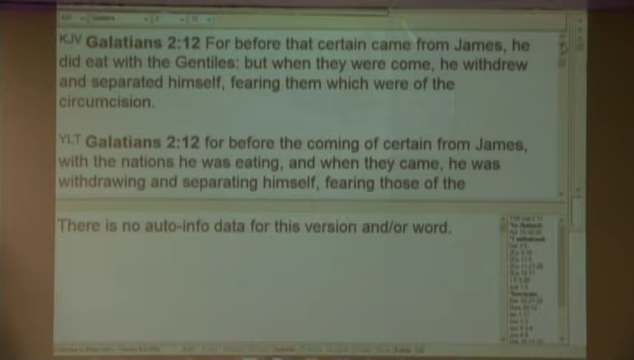 KJV Galatians 2:12 For before that certain came from James, he
did eat with the Gentiles: but when they were come, he withdrew
and separated himself, fearing them which were of the
circumcision.
YLT Galatians 2:12 for before the coming of certain from James,
with the nations he was eating, and when they came, he was
withdrawing and separating himself, fearing those of the
There is no auto-info data for this version and/or word.